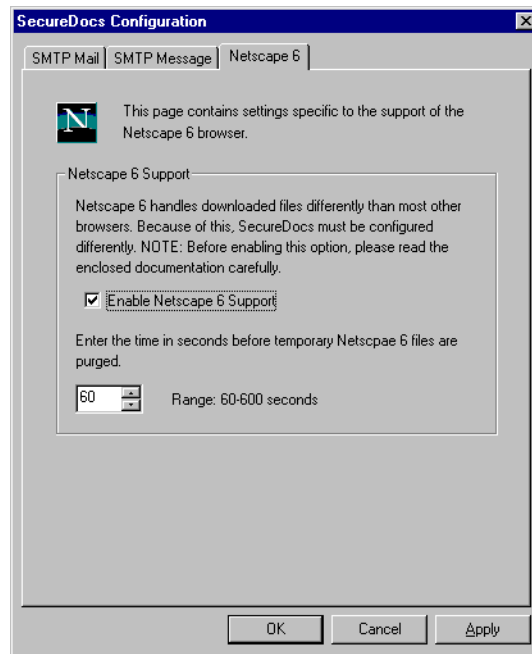 SecureDocs Configuration
SMTP Mail SMTP Message Netscape 6
N
This page contains settings specific to the support of the
Netscape 6 browser.
Netscape 6 Support
Netscape 6 handles downloaded files differently than most other
browsers. Because of this, SecureDocs must be configured
differently. NOTE: Before enabling this option, please read the
enclosed documentation carefully.
Enable Netscape 6 Support
Enter the time in seconds before temporary Netscpae 6 files are
purged.
60 Range: 60-600 seconds
OK Cancel Apply